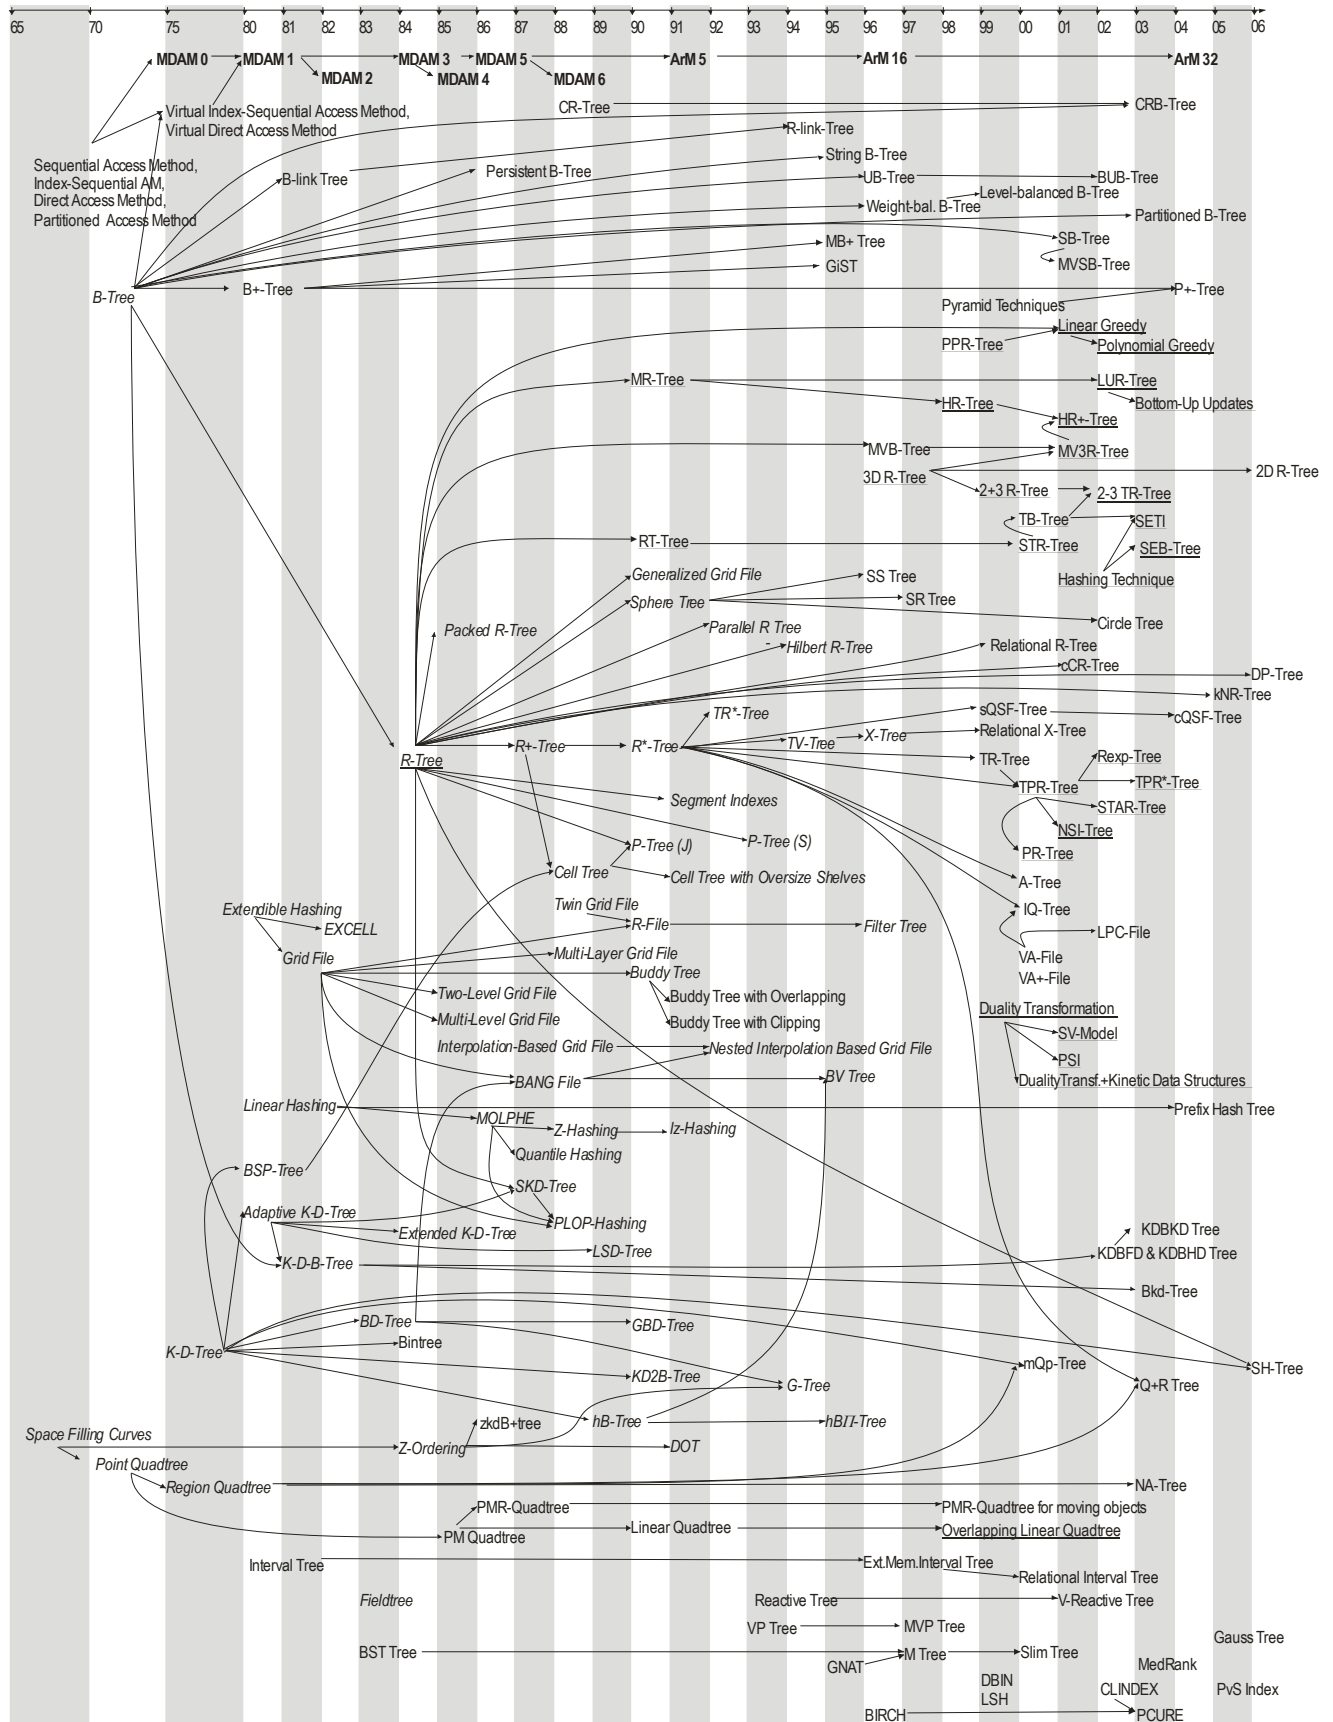 65 70 75 80 81 82 83 84 85 86 87 88 89 90 91 92 93 94 95 96 97 98 99 00 01 02 03 04 05 06
MDAM 0 MDAM 1 MDAM 3 MDAM 5 ArM 5 ArM 16 ArM 32
MDAM 2 MDAM 4 MDAM 6
CR-Tree CRB-Tree
Virtual Index-Sequential Access Method,
Virtual Direct Access Method
R-link-Tree
String B-Tree
Sequential Access Method,
Index-Sequential AM,
Direct Access Method,
Partitioned Access Method
B-link Tree
Persistent B-Tree
UB-Tree BUB-Tree
Level-balanced B-Tree
Weight-bal. B-Tree
Partitioned B-Tree
SB-Tree
MB+ Tree
GiST
MVSB-Tree
B-Tree
B+-Tree
P+-Tree
Pyramid Techniques
Linear Greedy
PPR-Tree
Polynomial Greedy
MR-Tree
LUR-Tree
HR-Tree
Bottom-Up Updates
HR+-Tree
MVB-Tree
MV3R-Tree
3D R-Tree
2D R-Tree
2+3 R-Tree
2-3 TR-Tree
TB-Tree
SETI
RT-Tree
STR-Tree
SEB-Tree
Hashing Technique
Generalized Grid File
SS Tree
Sphere Tree
SR Tree
Circle Tree
Packed R-Tree
Parallel R Tree
Hilbert R-Tree
Relational R-Tree
cCR-Tree
DP-Tree
kNR-Tree
TR*-Tree
sQSF-Tree
cQSF-Tree
Relational X-Tree
R-Tree
R+-Tree
R*-Tree
TV-Tree
X-Tree
TR-Tree
Rexp-Tree
TPR-Tree
TPR*-Tree
Segment Indexes
STAR-Tree
NSI-Tree
P-Tree (J)
P-Tree (S)
PR-Tree
Cell Tree
Cell Tree with Oversize Shelves
A-Tree
Extendible Hashing
EXCELL
Twin Grid File
R-File
Filter Tree
IQ-Tree
LPC-File
Grid File
Multi-Layer Grid File
VA-File
VA+-File
Buddy Tree
Two-Level Grid File
Buddy Tree with Overlapping
Duality Transformation
Multi-Level Grid File
Buddy Tree with Clipping
SV-Model
Interpolation-Based Grid File
Nested Interpolation Based Grid File
PSI
BANG File
BV Tree
DualityTransf.+Kinetic Data Structures
Linear Hashing
Prefix Hash Tree
MOLPHE
Z-Hashing
Iz-Hashing
Quantile Hashing
BSP-Tree
SKD-Tree
Adaptive K-D-Tree
PLOP-Hashing
Extended K-D-Tree
KDBKD Tree
LSD-Tree
KDBFD & KDBHD Tree
K-D-B-Tree
Bkd-Tree
BD-Tree
GBD-Tree
Bintree
K-D-Tree
mQp-Tree
SH-Tree
KD2B-Tree
G-Tree
Q+R Tree
zkdB+tree
hB-Tree
hBΠ-Tree
Space Filling Curves
Z-Ordering
DOT
Point Quadtree
Region Quadtree
NA-Tree
PMR-Quadtree
PMR-Quadtree for moving objects
PM Quadtree
Linear Quadtree
Overlapping Linear Quadtree
Interval Tree
Ext.Mem.Interval Tree
Relational Interval Tree
Fieldtree
Reactive Tree
V-Reactive Tree
VP Tree
MVP Tree
Gauss Tree
BST Tree
M Tree
Slim Tree
GNAT
MedRank
DBIN
LSH
CLINDEX
PvS Index
BIRCH
PCURE